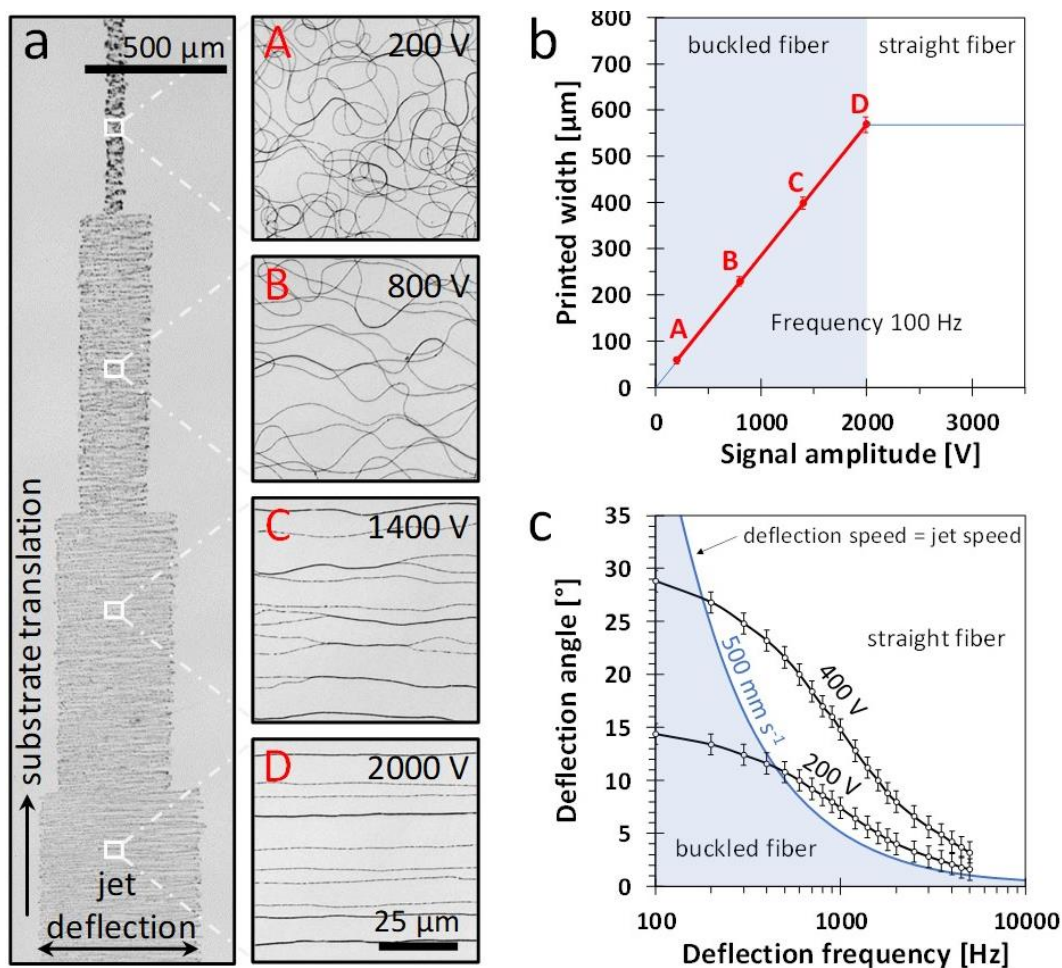 a
500 µm
substrate translation
jet
deflection
A
200 V
B
800 V
C
1400 V
D
2000 V
25 µm
b
800
700
600
500
400
300
200
100
0
Printed width [µm]
buckled fiber
straight fiber
A
B
C
D
Frequency 100 Hz
0
1000
2000
3000
Signal amplitude [V]
c
35
30
25
20
15
10
5
0
Deflection angle [°]
deflection speed = jet speed
straight fiber
500 mm s⁻¹
400 V
200 V
buckled fiber
100
1000
10000
Deflection frequency [Hz]